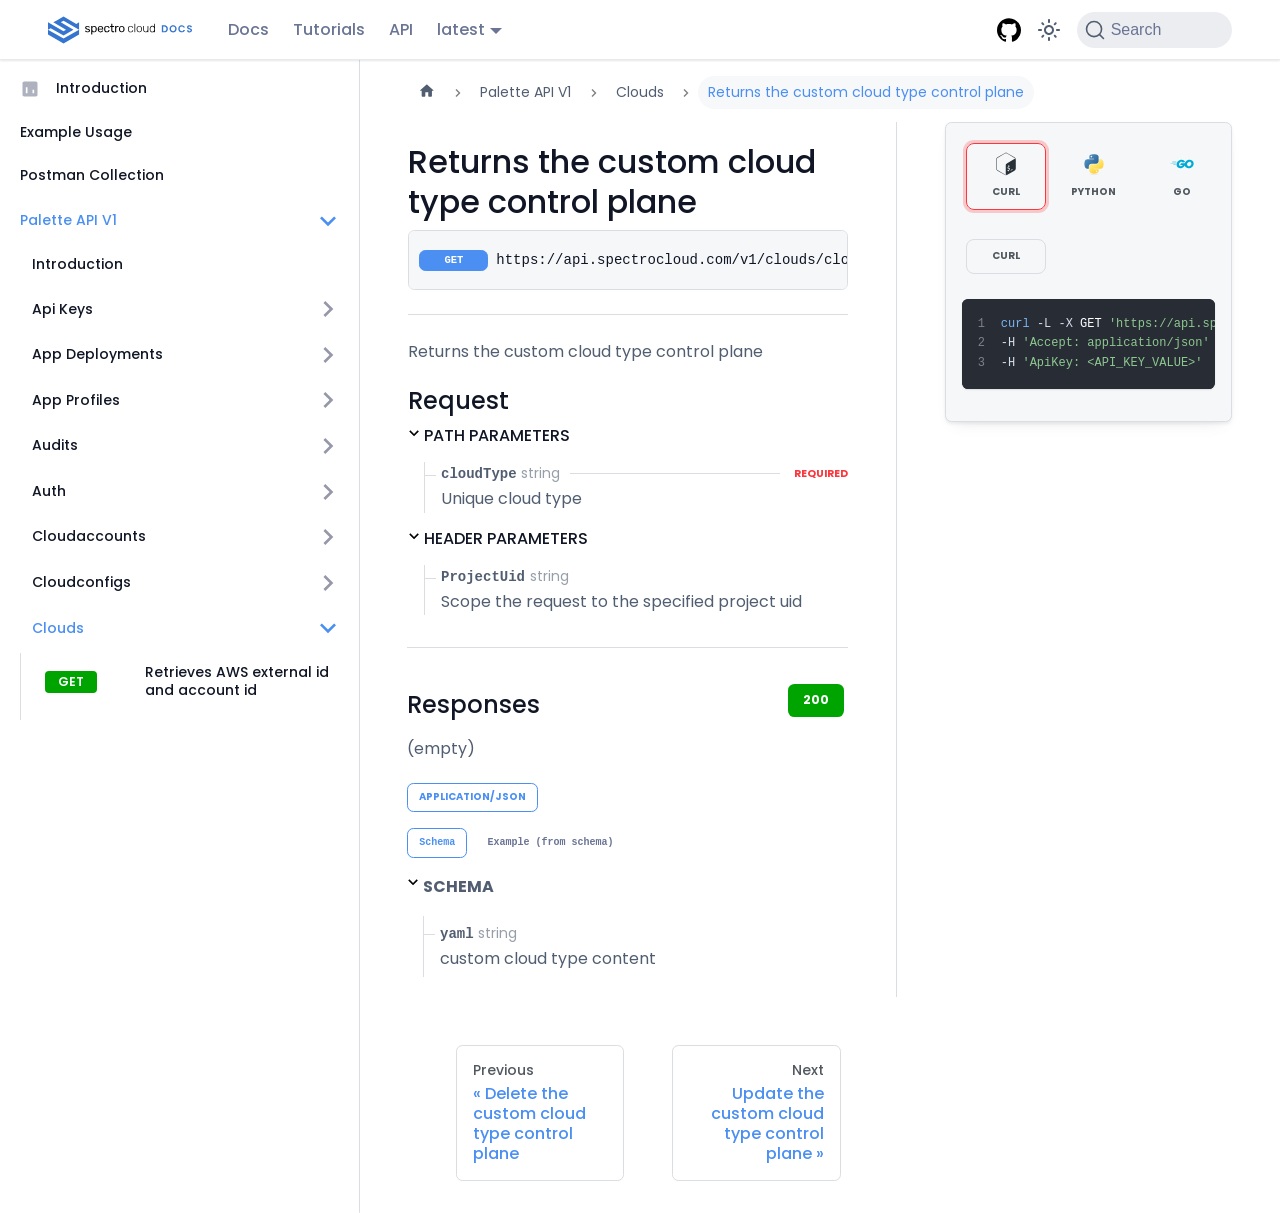 spectro cloud DOCS
Docs
Tutorials
API
latest
Search
Introduction
Example Usage
Postman Collection
Palette API V1
Introduction
Api Keys
App Deployments
App Profiles
Audits
Auth
Cloudaccounts
Cloudconfigs
Clouds
GET
Retrieves AWS external id
and account id
Palette API V1
Clouds
Returns the custom cloud type control plane
Returns the custom cloud
type control plane
GET
https://api.spectrocloud.com/v1/clouds/clo
Returns the custom cloud type control plane
Request
PATH PARAMETERS
cloudType string
REQUIRED
Unique cloud type
HEADER PARAMETERS
ProjectUid string
Scope the request to the specified project uid
Responses
200
(empty)
APPLICATION/JSON
Schema
Example (from schema)
SCHEMA
yaml string
custom cloud type content
CURL
PYTHON
GO
GO
CURL
1 curl -L -X GET 'https://api.sp
2 -H 'Accept: application/json'
3 -H 'ApiKey: <API_KEY_VALUE>'
Previous
« Delete the
custom cloud
type control
plane
Next
Update the
custom cloud
type control
plane »